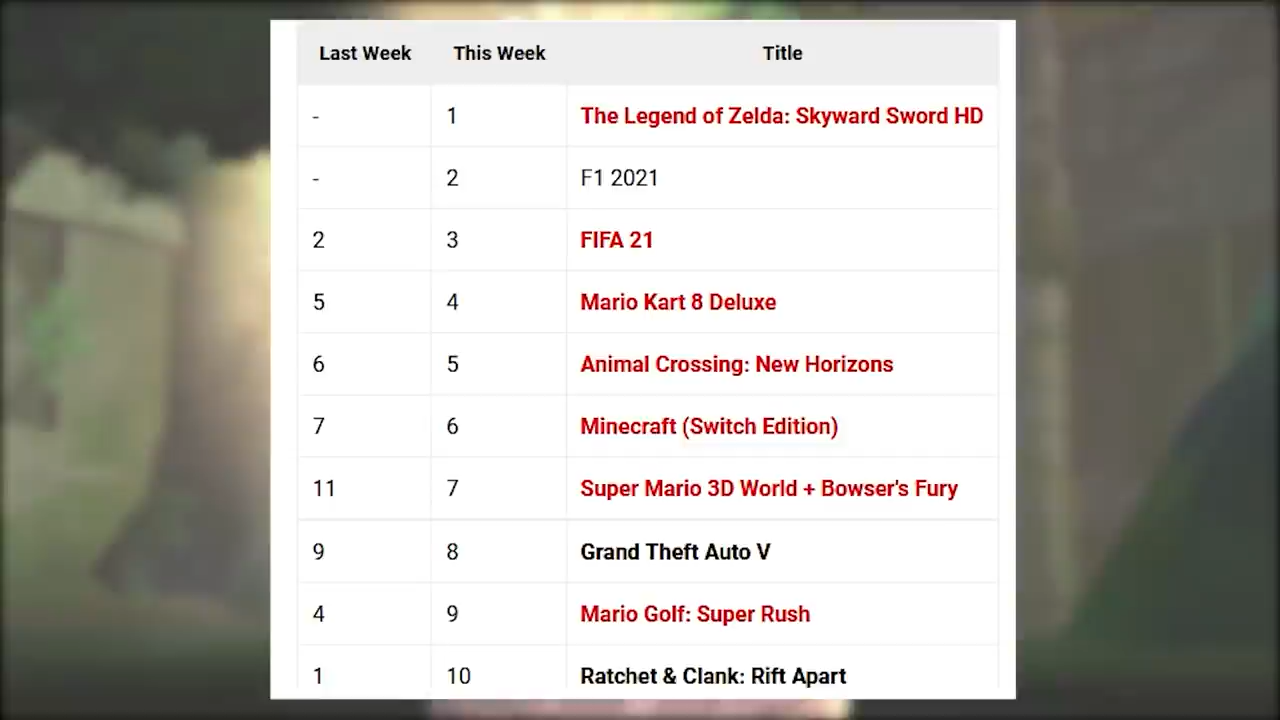 Last Week This Week Title
- 1 The Legend of Zelda: Skyward Sword HD
- 2 F1 2021
2 3 FIFA 21
5 4 Mario Kart 8 Deluxe
6 5 Animal Crossing: New Horizons
7 6 Minecraft (Switch Edition)
11 7 Super Mario 3D World + Bowser's Fury
9 8 Grand Theft Auto V
4 9 Mario Golf: Super Rush
1 10 Ratchet & Clank: Rift Apart